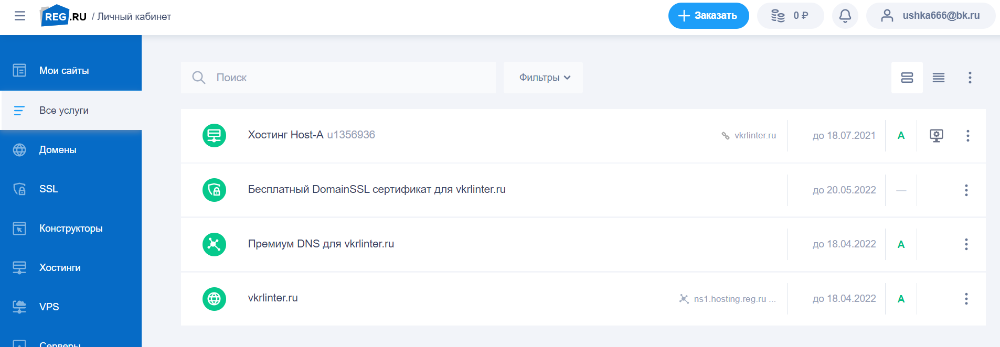 REG.RU / Личный кабинет
Заказать
0 ₽
ushka666@bk.ru
Мои сайты
Все услуги
Домены
SSL
Конструкторы
Хостинги
VPS
Серверы
Поиск
Фильтры
Хостинг Host-A u1356936
vkrlinter.ru
до 18.07.2021
A
Бесплатный DomainSSL сертификат для vkrlinter.ru
до 20.05.2022
—
Премиум DNS для vkrlinter.ru
до 18.04.2022
A
vkrlinter.ru
ns1.hosting.reg.ru ...
до 18.04.2022
A